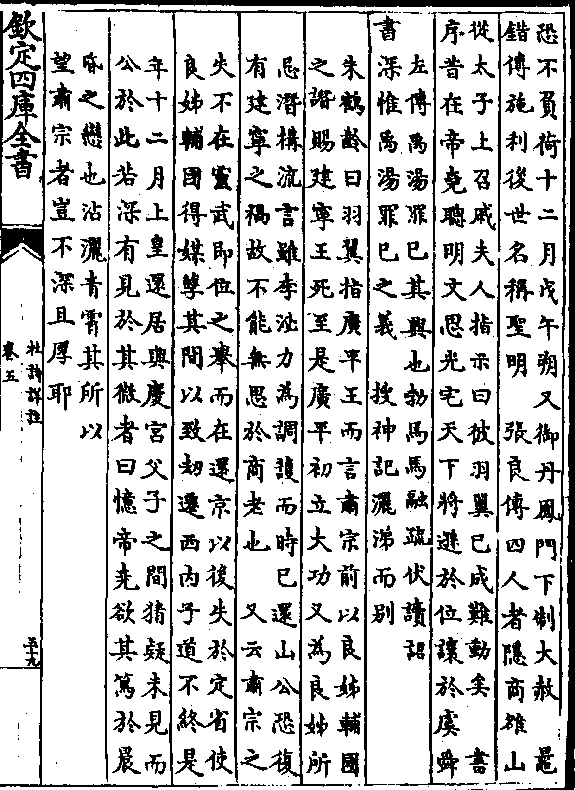 恐不負荷十二月戊午朔又御丹鳳門下制大赦 鼂
錯傳施利後世名稱聖明 張良傳四人者隱商雒山
從太子上召戚夫人指示曰彼羽翼已成難動矣 書
序昔在帝堯聰明文思光宅天下將遜於位讓於虞舜
左傳禹湯罪已其興也勃焉馬融疏伏讀詔
書深惟禹湯罪已之義 搜神記灑涕而别
朱鶴齡曰羽翼指廣平王而言肅宗前以良娣輔國
之譖賜建寧王死至是廣平初立大功又為良娣所
忌潛構流言雖李泌力為調護而時已還山公恐復
有建寧之禍故不能無思於商老也 又云肅宗之
失不在靈武即位之舉而在還京以後失於定省使
良娣輔國得媒孽其間以致刼遷西内子道不終是
年十二月上皇還居興慶宫父子之間猜疑未見而
公於此若深有見於其微者曰憶帝堯欲其篤於晨
昏之戀也沾灑青霄其所以
望肅宗者豈不深且厚耶
欽定四庫全書
杜詩詳註
卷五
五十九